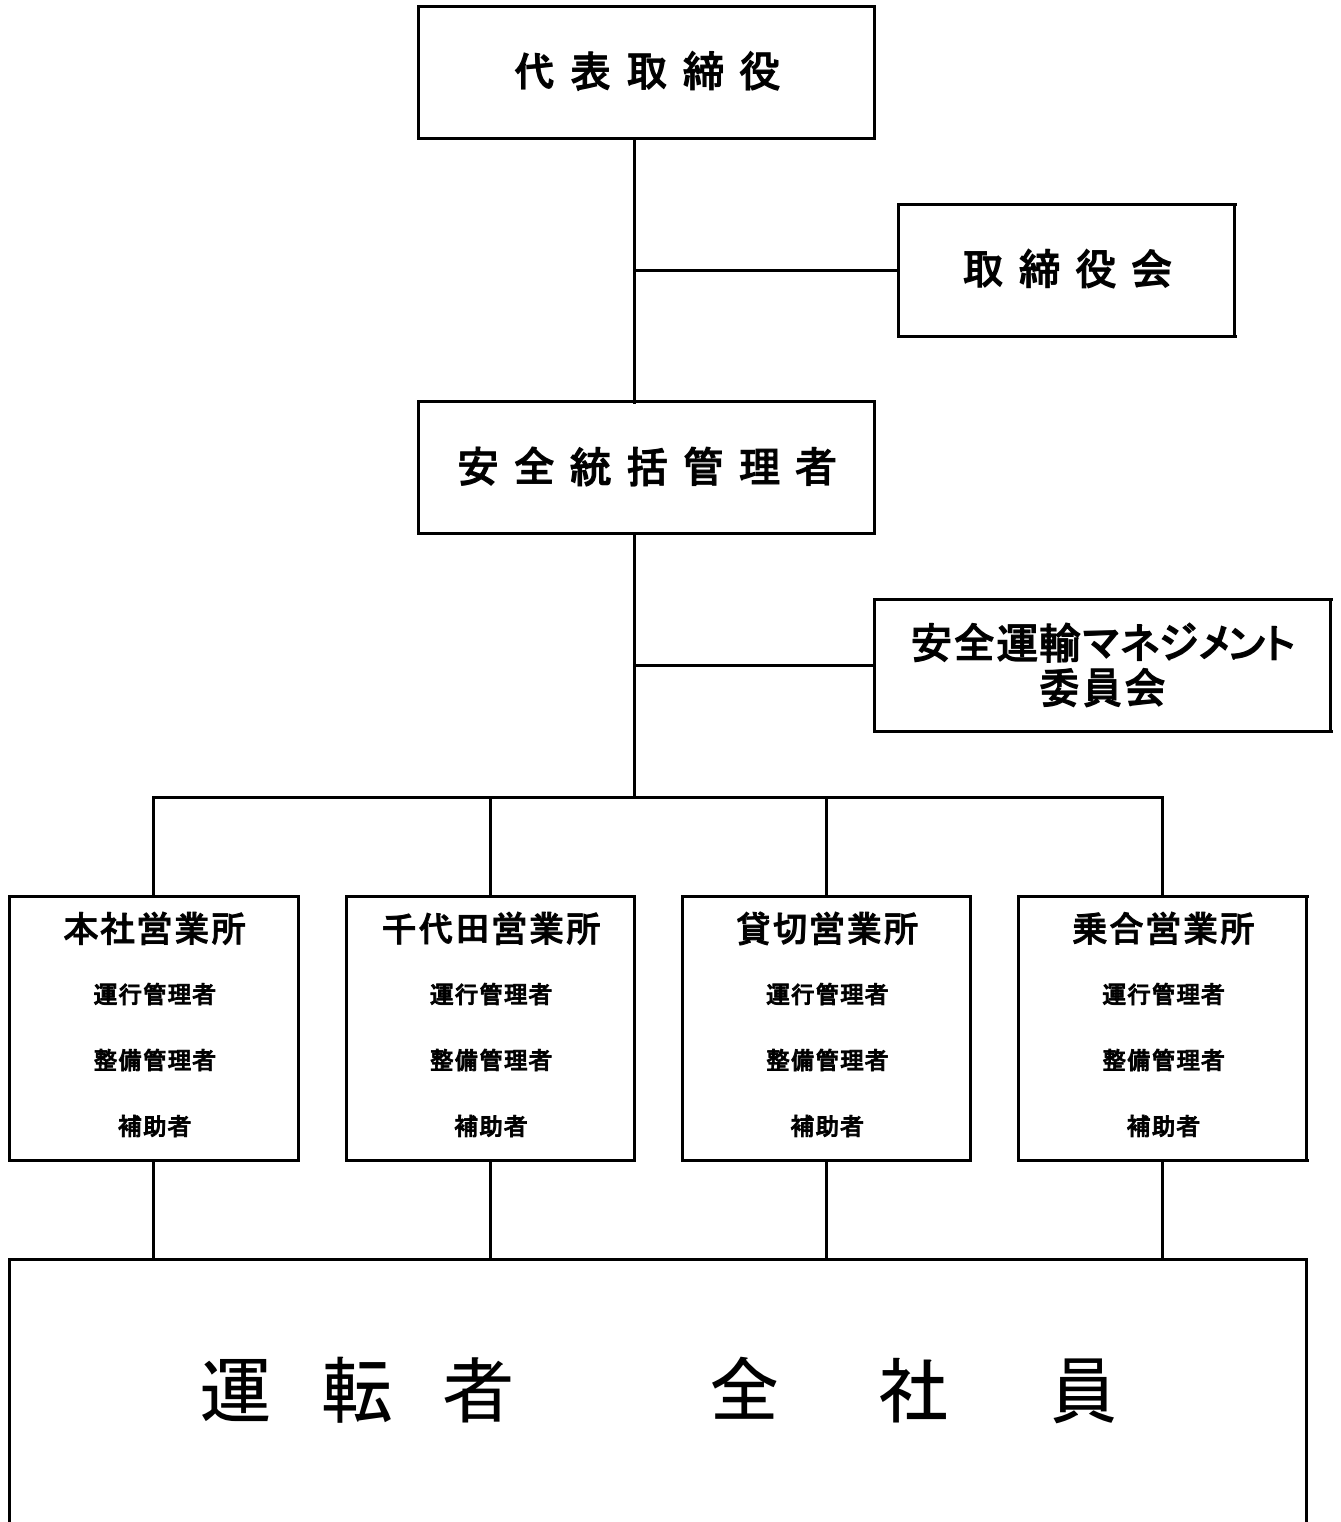 代表取締役
取締役会
安全統括管理者
安全運輸マネジメント
委員会
本社営業所
運行管理者
整備管理者
補助者
千代田営業所
運行管理者
整備管理者
補助者
貸切営業所
運行管理者
整備管理者
補助者
乗合営業所
運行管理者
整備管理者
補助者
運転者　全社員